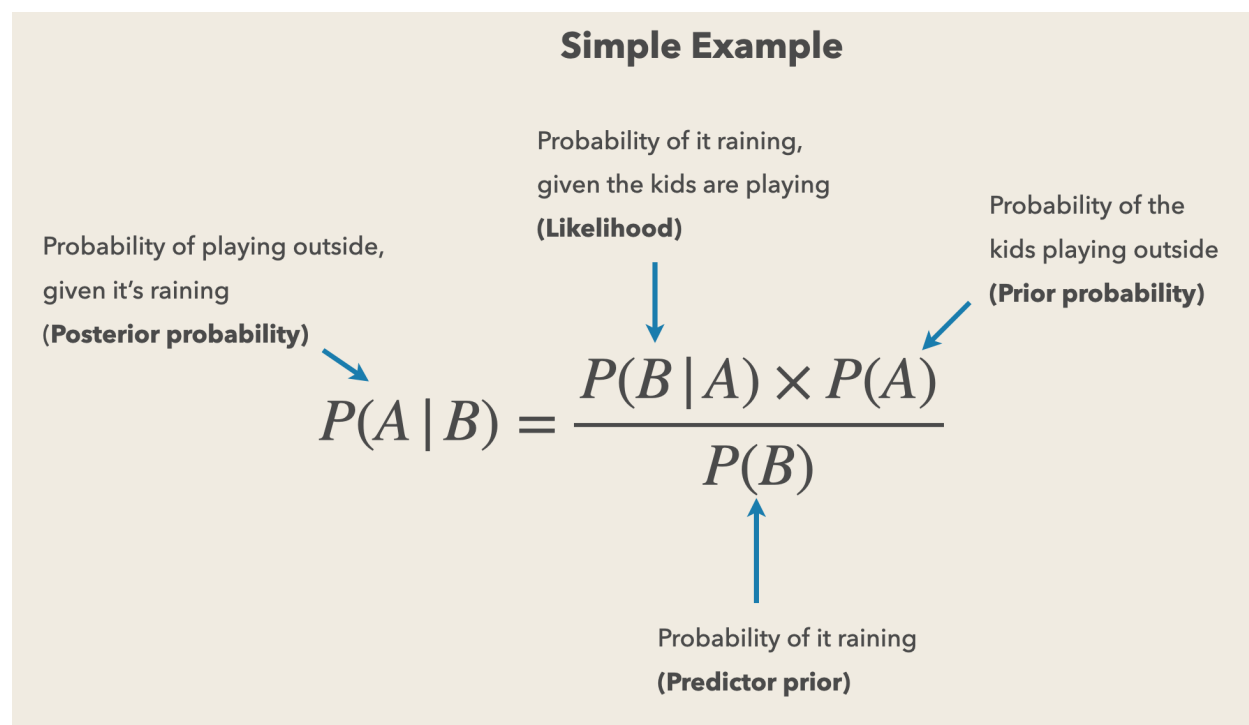 Simple Example
Probability of it raining,
given the kids are playing
(Likelihood)
Probability of the
kids playing outside
(Prior probability)
Probability of playing outside,
given it’s raining
(Posterior probability)
P(A | B) = P(B | A) × P(A)
P(B)
Probability of it raining
(Predictor prior)